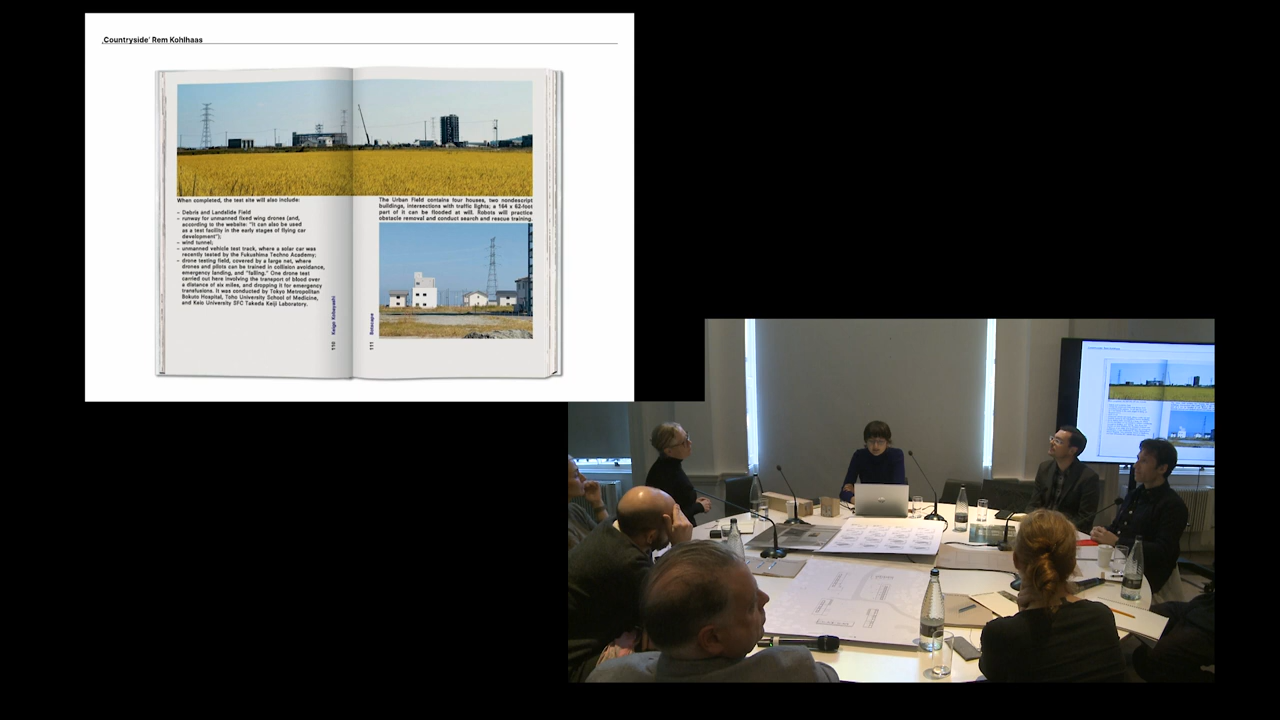 ‚Countryside' Rem Kohlhaas
When completed, the test site will also include:
– Debris and Landslide Field
– runway for unmanned fixed wing drones (and,
according to the website: "It can also be used
as a test facility in the early stages of flying car
development");
– wind tunnel;
– unmanned vehicle test track, where a solar car was
recently tested by the Fukushima Techno Academy;
– drone testing field, covered by a large net, where
drones and pilots can be trained in collision avoidance,
emergency landing, and "falling." One drone test
carried out here involving the transport of blood over
a distance of six miles, and dropping it for emergency
transfusions. It was conducted by Tokyo Metropolitan
Bokuto Hospital, Toho University School of Medicine,
and Keio University SFC Takeda Keiji Laboratory.
110
The Urban Field contains four houses, two nondescript
buildings, intersections with traffic lights; a 164 x 62-foot
part of it can be flooded at will. Robots will practice
obstacle removal and conduct search and rescue training.
111